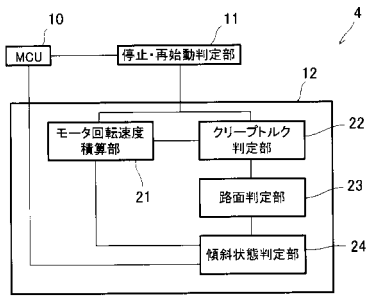 10
11
4
MCU
停止・再始動判定部
12
モータ回転速度
積算部
クリープトルク
判定部
22
21
路面判定部
23
傾斜状態判定部
24